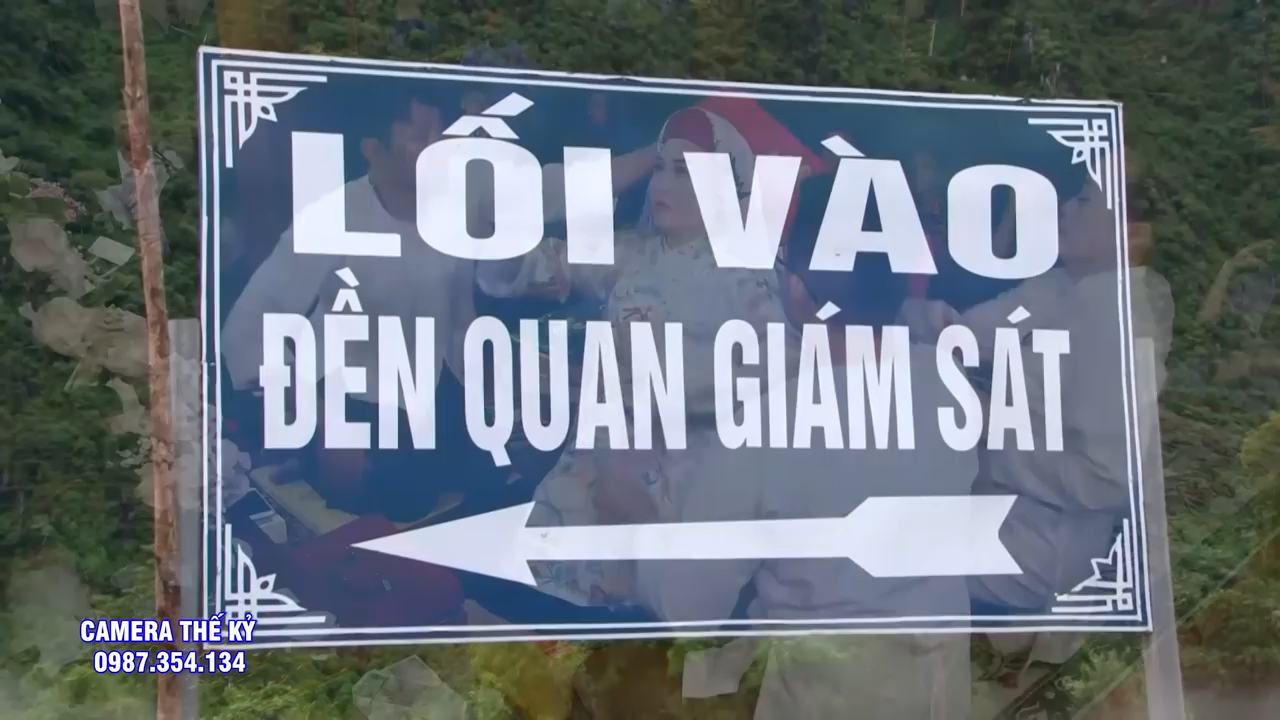 LỐI VÀO
ĐỀN QUAN GIÁM SÁT
CAMERA THẾ KỶ
0987.354.134